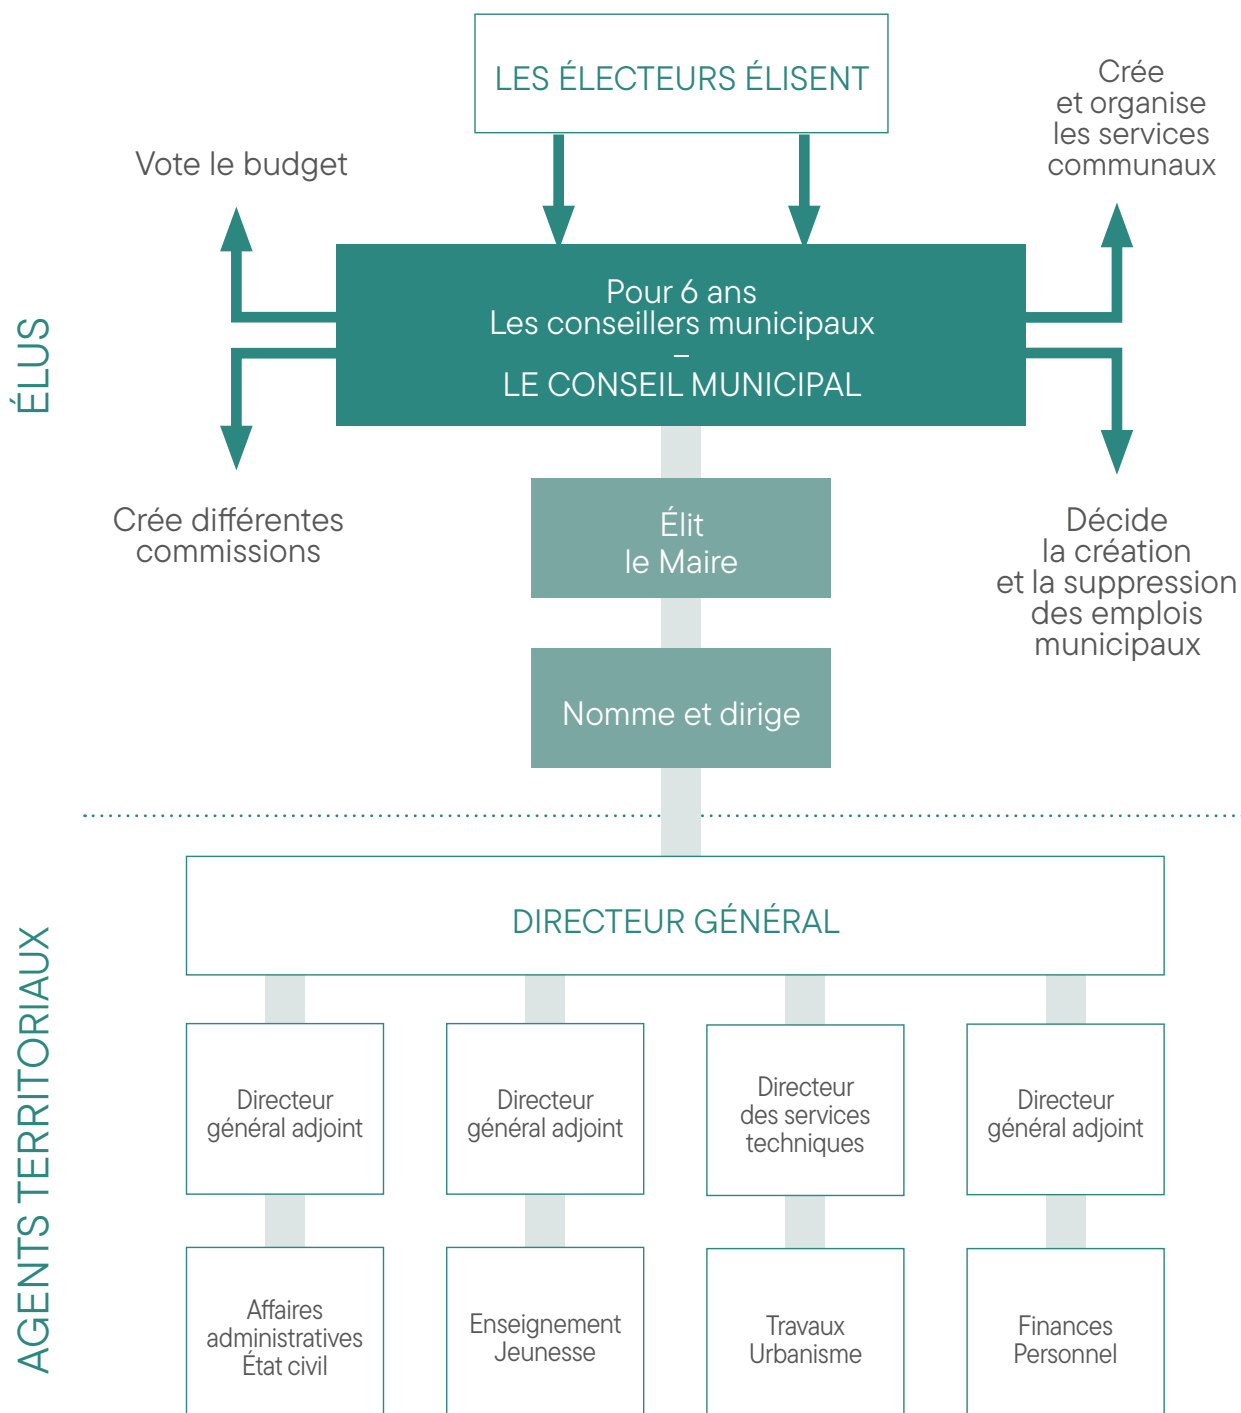 LES ÉLECTEURS ÉLISENT
Vote le budget
Crée
et organise
les services
communaux
ÉLUS
Pour 6 ans
Les conseillers municipaux
–
LE CONSEIL MUNICIPAL
Crée différentes
commissions
Élit
le Maire
Décide
la création
et la suppression
des emplois
municipaux
Nomme et dirige
AGENTS TERRITORIAUX
DIRECTEUR GÉNÉRAL
Directeur
général adjoint
Directeur
général adjoint
Directeur
des services
techniques
Directeur
général adjoint
Affaires
administratives
État civil
Enseignement
Jeunesse
Travaux
Urbanisme
Finances
Personnel